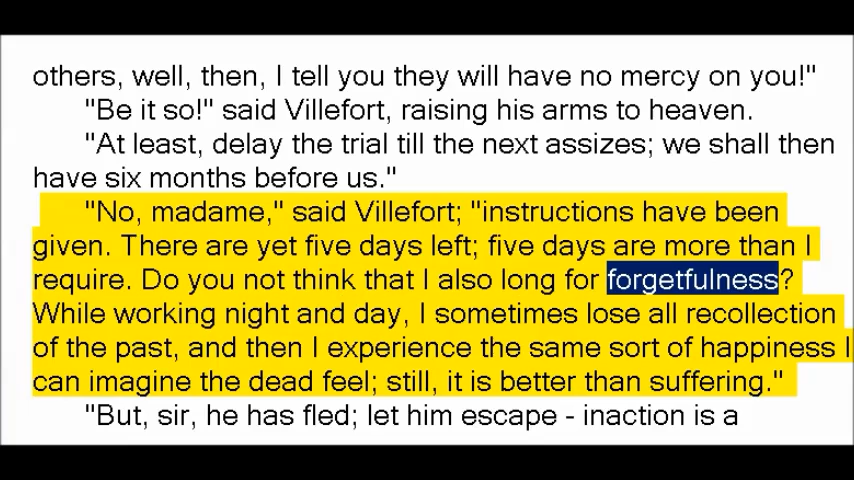 others, well, then, I tell you they will have no mercy on you!"
"Be it so!" said Villefort, raising his arms to heaven.
"At least, delay the trial till the next assizes; we shall then
have six months before us."
"No, madame," said Villefort; "instructions have been
given. There are yet five days left; five days are more than I
require. Do you not think that I also long for forgetfulness?
While working night and day, I sometimes lose all recollection
of the past, and then I experience the same sort of happiness I
can imagine the dead feel; still, it is better than suffering."
"But, sir, he has fled; let him escape - inaction is a